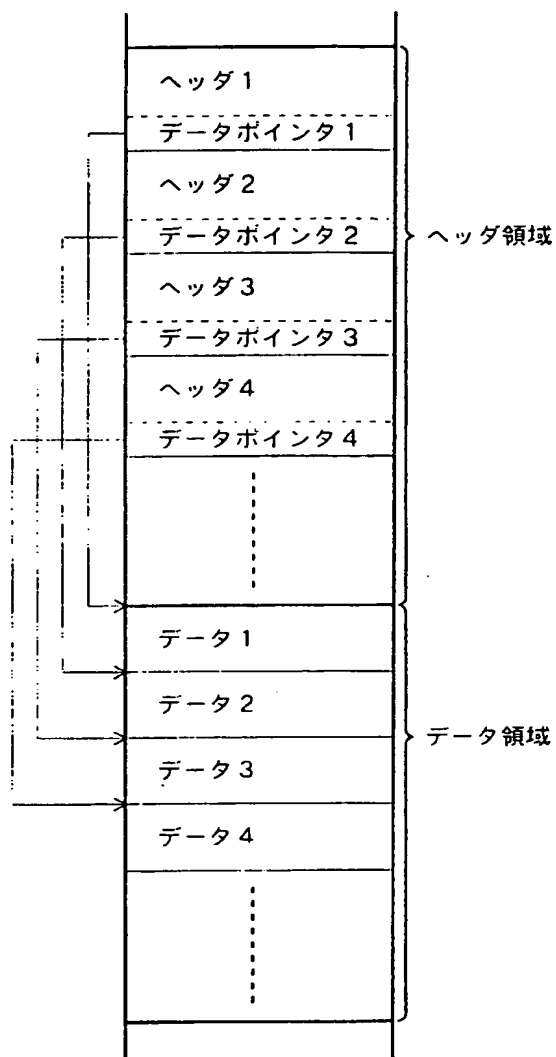 ヘッダ1
データポインタ1
ヘッダ2
データポインタ2
ヘッダ領域
ヘッダ3
データポインタ3
ヘッダ4
データポインタ4
データ1
データ2
データ領域
データ3
データ4